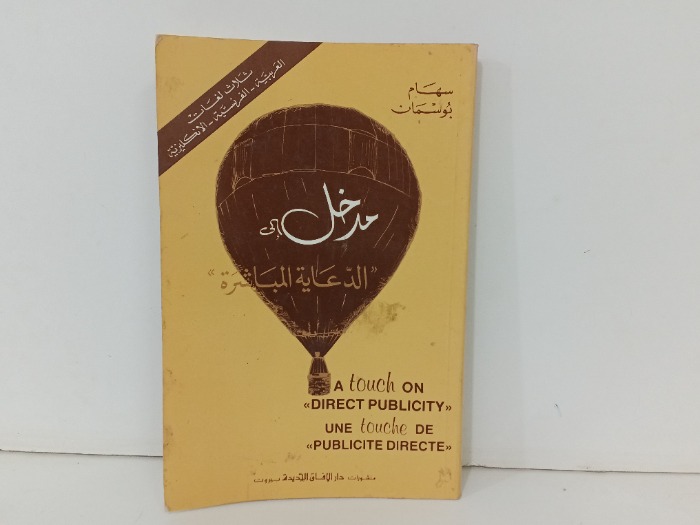 ثلاث لغات
العربية - الفرنسية - الانكليزية
سهام
بوسمان
مدخل إلى
"الدعاية المباشرة"
A touch ON
«DIRECT PUBLICITY»
UNE touche DE
«PUBLICITE DIRECTE»
منشورات دار الآفاق الجديدة بيروت